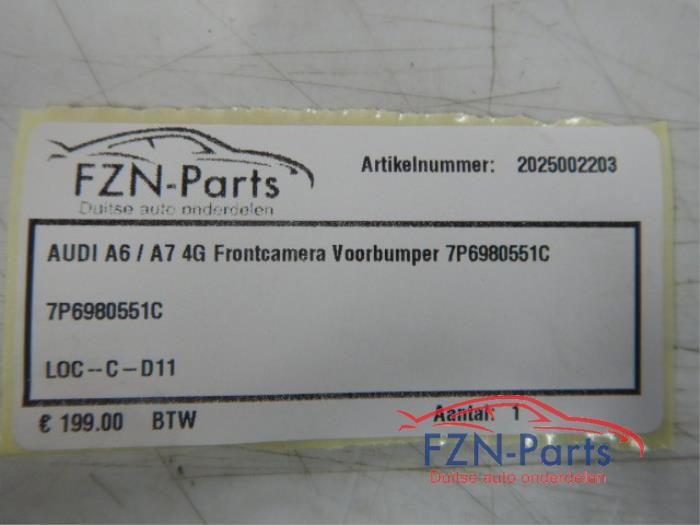 FZN-Parts
Duitse auto onderdelen
Artikelnummer: 2025002203
AUDI A6 / A7 4G Frontcamera Voorbumper 7P6980551C
7P6980551C
LOC--C-D11
€ 199.00 BTW
Aantal: 1
FZN-Parts
Duitse auto onderdelen